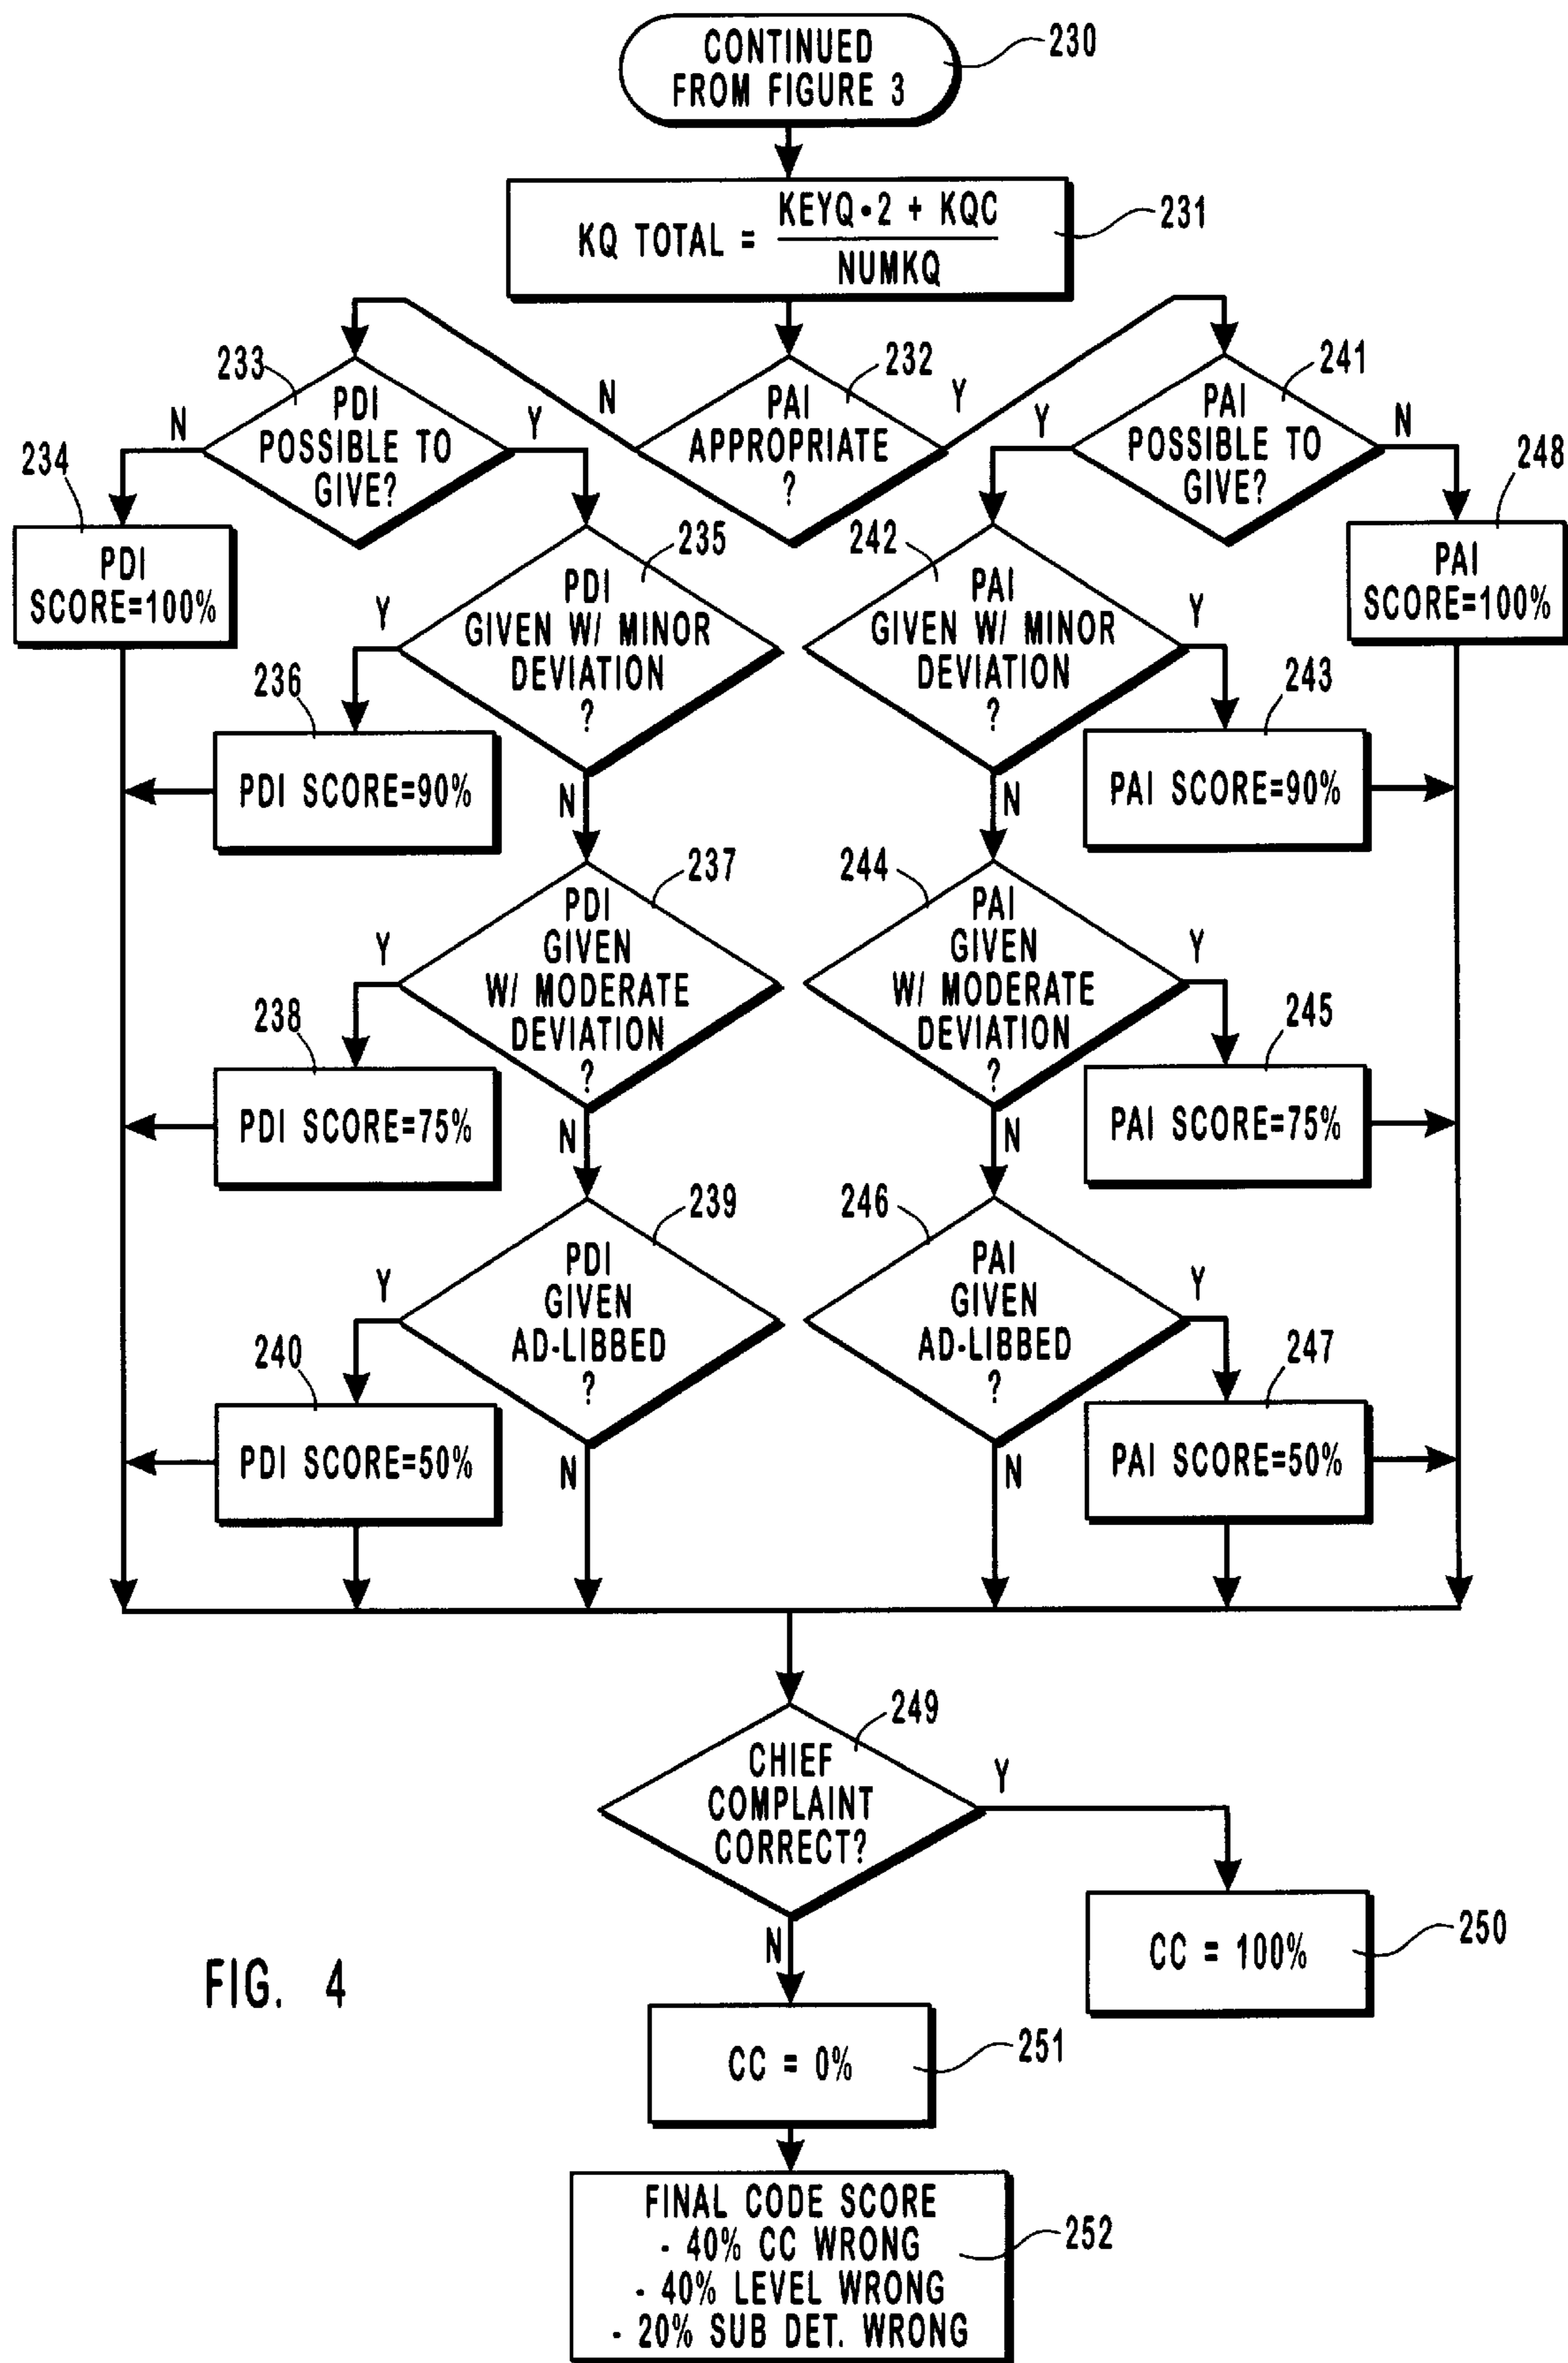 CONTINUED
FROM FIGURE 3
230
KQ TOTAL = KEYQ•2 + KQC
NUMKQ
231
233
N
PDI
POSSIBLE TO
GIVE?
Y
N
232
PAI
APPROPRIATE
?
Y
241
Y
PAI
POSSIBLE TO
GIVE?
N
234
PDI
SCORE=100%
248
PAI
SCORE=100%
235
Y
PDI
GIVEN W/ MINOR
DEVIATION
?
N
242
PAI
GIVEN W/ MINOR
DEVIATION
?
Y
N
236
PDI SCORE=90%
243
PAI SCORE=90%
237
Y
PDI
GIVEN
W/ MODERATE
DEVIATION
?
N
244
PAI
GIVEN
W/ MODERATE
DEVIATION
?
Y
N
238
PDI SCORE=75%
245
PAI SCORE=75%
239
Y
PDI
GIVEN
AD-LIBBED
?
N
246
PAI
GIVEN
AD-LIBBED
?
Y
N
240
PDI SCORE=50%
247
PAI SCORE=50%
249
CHIEF
COMPLAINT
CORRECT?
Y
N
CC = 100%
250
FIG. 4
CC = 0%
251
FINAL CODE SCORE
- 40% CC WRONG
- 40% LEVEL WRONG
- 20% SUB DET. WRONG
252